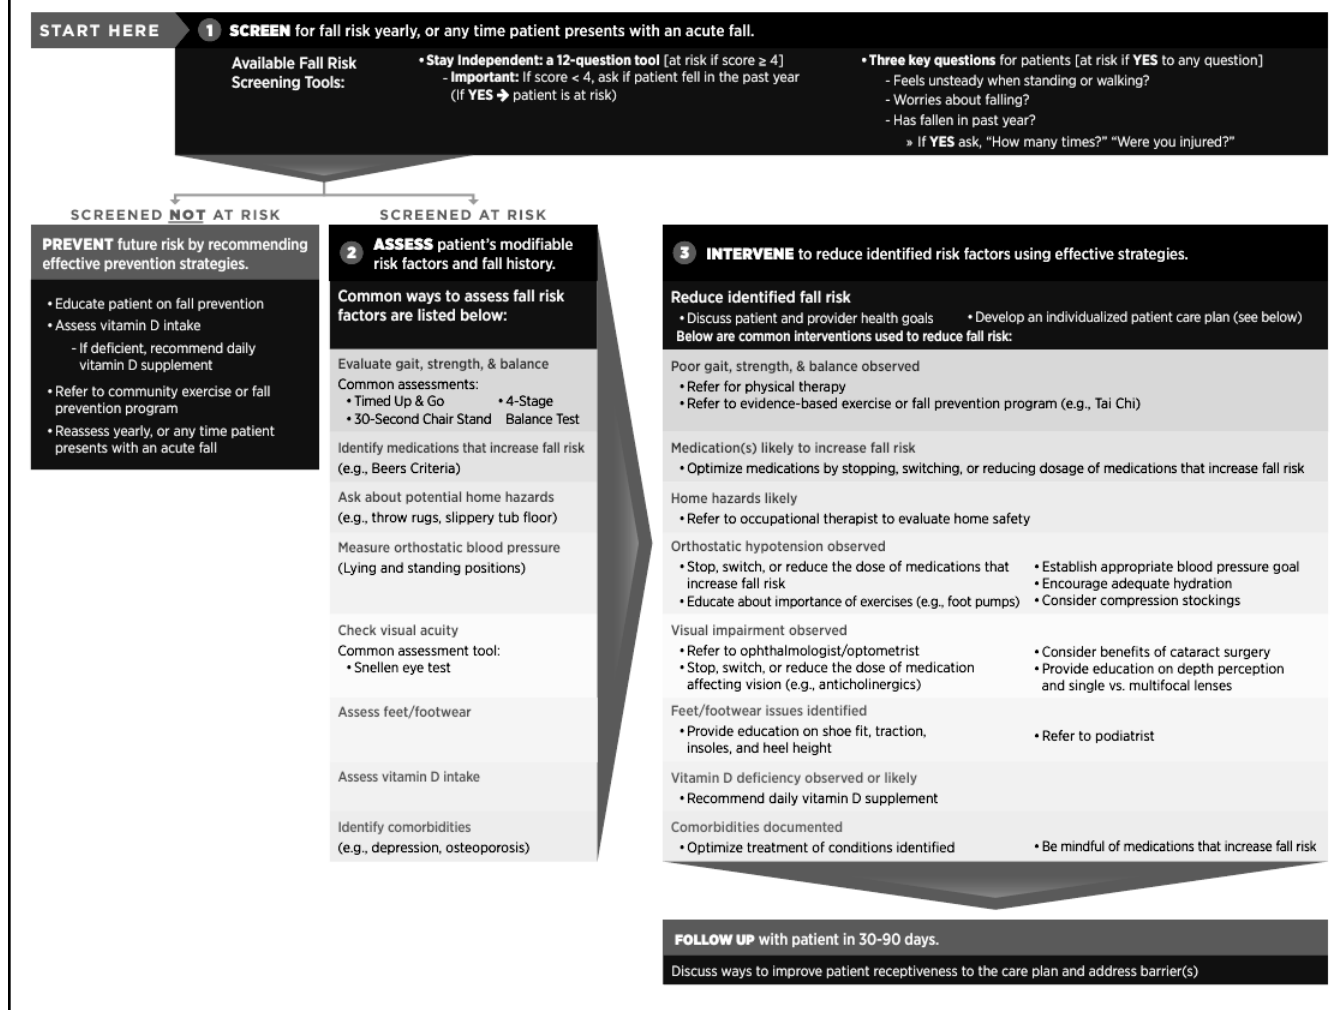 START HERE
1 SCREEN for fall risk yearly, or any time patient presents with an acute fall.
Available Fall Risk
Screening Tools:
• Stay Independent: a 12-question tool [at risk if score ≥ 4]
- Important: If score < 4, ask if patient fell in the past year
(If YES ➔ patient is at risk)
• Three key questions for patients [at risk if YES to any question]
- Feels unsteady when standing or walking?
- Worries about falling?
- Has fallen in past year?
» If YES ask, “How many times?” “Were you injured?”
SCREENED NOT AT RISK
PREVENT future risk by recommending
effective prevention strategies.
• Educate patient on fall prevention
• Assess vitamin D intake
- If deficient, recommend daily
vitamin D supplement
• Refer to community exercise or fall
prevention program
• Reassess yearly, or any time patient
presents with an acute fall
SCREENED AT RISK
2 ASSESS patient’s modifiable
risk factors and fall history.
Common ways to assess fall risk
factors are listed below:
Evaluate gait, strength, & balance
Common assessments:
• Timed Up & Go
• 30-Second Chair Stand
• 4-Stage
Balance Test
Identify medications that increase fall risk
(e.g., Beers Criteria)
Ask about potential home hazards
(e.g., throw rugs, slippery tub floor)
Measure orthostatic blood pressure
(Lying and standing positions)
Check visual acuity
Common assessment tool:
• Snellen eye test
Assess feet/footwear
Assess vitamin D intake
Identify comorbidities
(e.g., depression, osteoporosis)
3 INTERVENE to reduce identified risk factors using effective strategies.
Reduce identified fall risk
• Discuss patient and provider health goals
• Develop an individualized patient care plan (see below)
Below are common interventions used to reduce fall risk:
Poor gait, strength, & balance observed
• Refer for physical therapy
• Refer to evidence-based exercise or fall prevention program (e.g., Tai Chi)
Medication(s) likely to increase fall risk
• Optimize medications by stopping, switching, or reducing dosage of medications that increase fall risk
Home hazards likely
• Refer to occupational therapist to evaluate home safety
Orthostatic hypotension observed
• Stop, switch, or reduce the dose of medications that
increase fall risk
• Educate about importance of exercises (e.g., foot pumps)
• Establish appropriate blood pressure goal
• Encourage adequate hydration
• Consider compression stockings
Visual impairment observed
• Refer to ophthalmologist/optometrist
• Stop, switch, or reduce the dose of medication
affecting vision (e.g., anticholinergics)
• Consider benefits of cataract surgery
• Provide education on depth perception
and single vs. multifocal lenses
Feet/footwear issues identified
• Provide education on shoe fit, traction,
insoles, and heel height
• Refer to podiatrist
Vitamin D deficiency observed or likely
• Recommend daily vitamin D supplement
Comorbidities documented
• Optimize treatment of conditions identified
• Be mindful of medications that increase fall risk
FOLLOW UP with patient in 30-90 days.
Discuss ways to improve patient receptiveness to the care plan and address barrier(s)